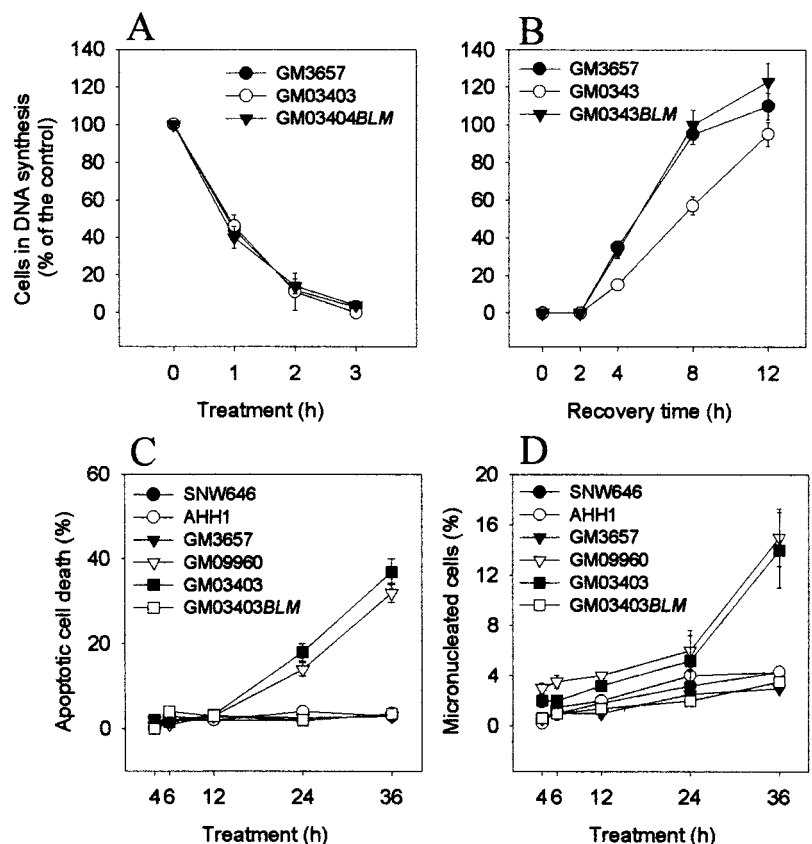 A
Cells in DNA synthesis
(% of the control)
140
120
100
80
60
40
20
0
GM3657
GM03403
GM03404BLM
0 1 2 3
Treatment (h)
B
140
120
100
80
60
40
20
0
GM3657
GM0343
GM0343BLM
0 2 4 8 12
Recovery time (h)
C
Apoptotic cell death (%)
60
40
20
0
SNW646
AHH1
GM3657
GM09960
GM03403
GM03403BLM
4 6 12 24 36
Treatment (h)
D
Micronucleated cells (%)
20
16
12
8
4
0
SNW646
AHH1
GM3657
GM09960
GM03403
GM03403BLM
4 6 12 24 36
Treatment (h)